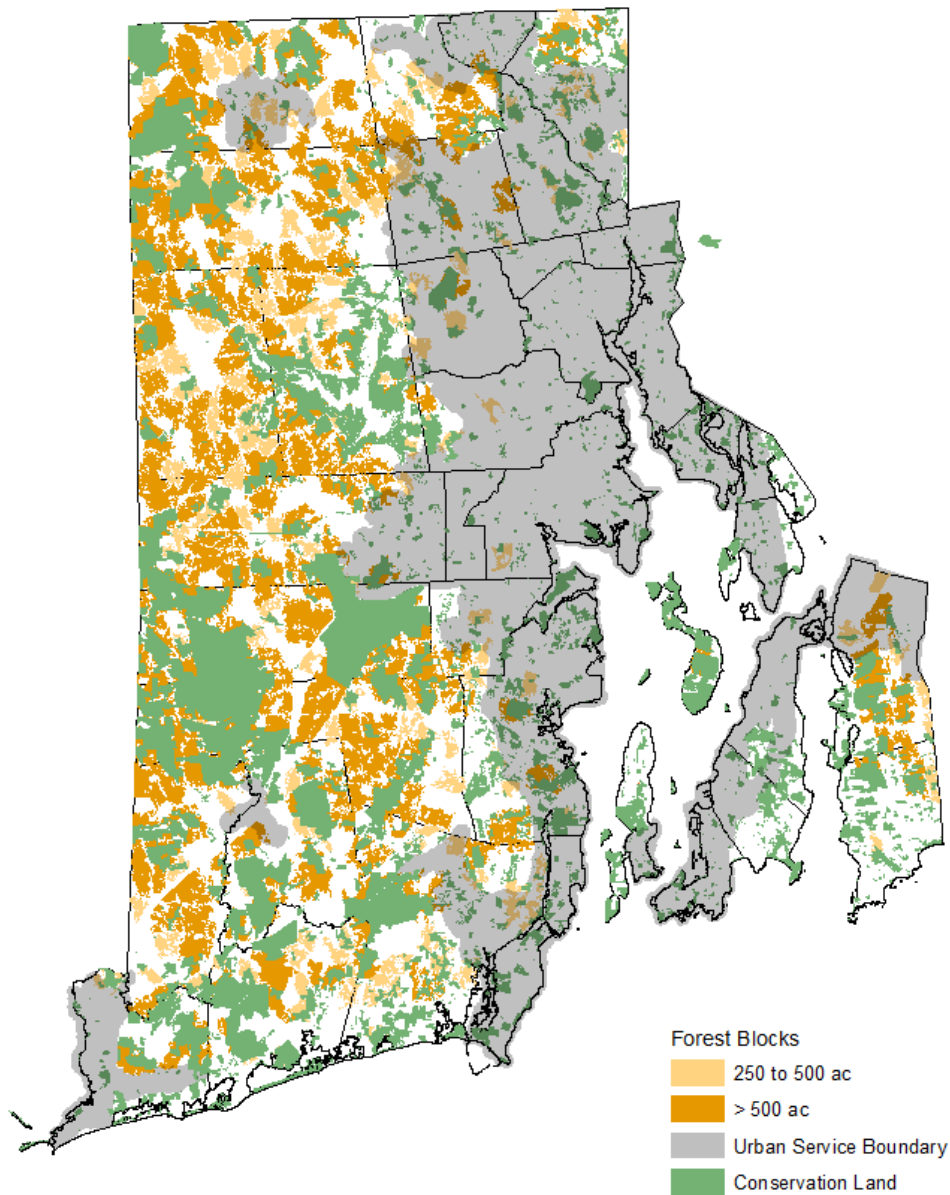 Forest Blocks
250 to 500 ac
> 500 ac
Urban Service Boundary
Conservation Land